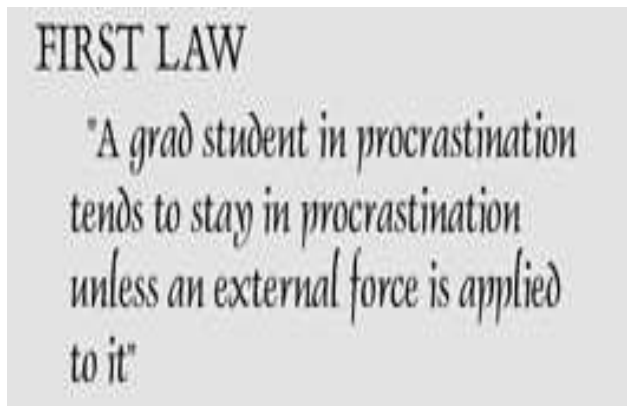 FIRST LAW
"A grad student in procrastination
tends to stay in procrastination
unless an external force is applied
to it"